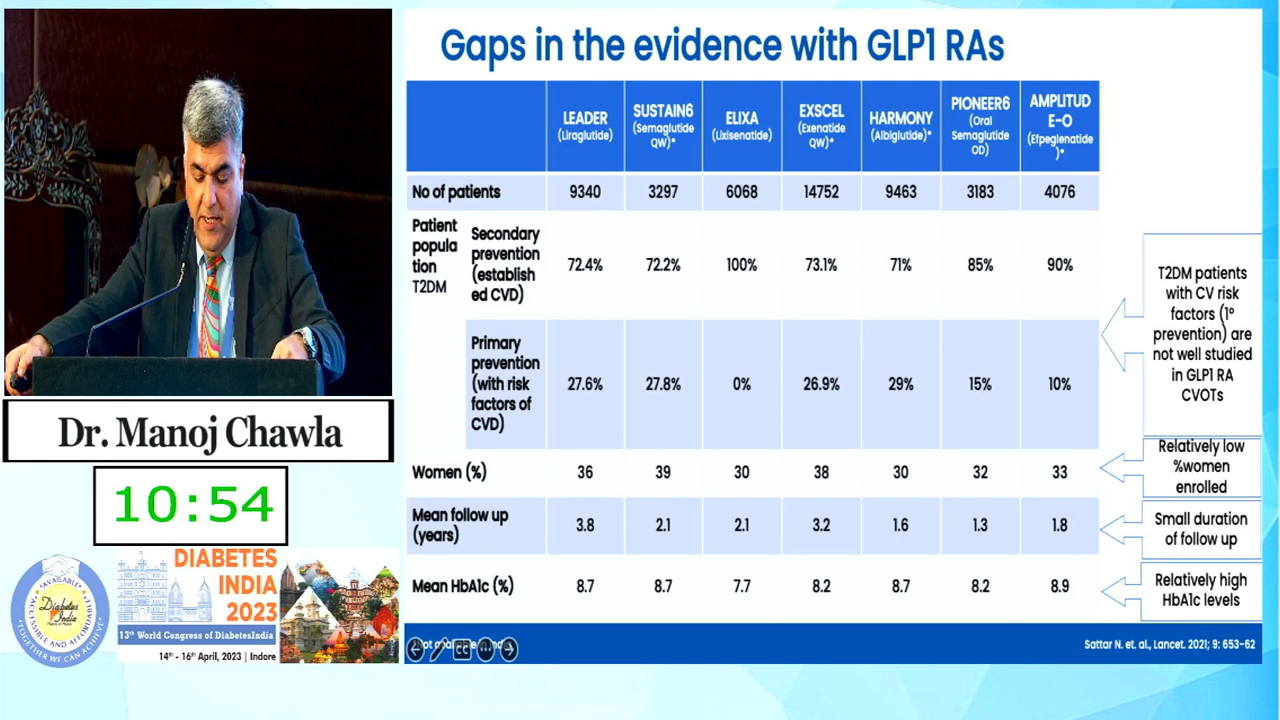 Gaps in the evidence with GLP1 RAs
LEADER
(Liraglutide)
SUSTAIN6
(Semaglutide
QW)*
ELIXA
(Lixisenatide)
EXSCEL
(Exenatide
QW)*
HARMONY
(Albiglutide)*
PIONEER6
(Oral
Semaglutide
OD)
AMPLITUD
E-O
(Efpeglenatide
)*
No of patients 9340 3297 6068 14752 9463 3183 4076
Patient
popula
tion
T2DM
Secondary
prevention
(establish
ed CVD)
72.4% 72.2% 100% 73.1% 71% 85% 90%
Primary
prevention
(with risk
factors of
CVD)
27.6% 27.8% 0% 26.9% 29% 15% 10%
Women (%) 36 39 30 38 30 32 33
Mean follow up
(years)
3.8 2.1 2.1 3.2 1.6 1.3 1.8
Mean HbA1c (%) 8.7 8.7 7.7 8.2 8.7 8.2 8.9
T2DM patients
with CV risk
factors (1°
prevention) are
not well studied
in GLP1 RA
CVOTs
Relatively low
%women
enrolled
Small duration
of follow up
Relatively high
HbA1c levels
Sattar N. et. al., Lancet. 2021; 9: 653-62
Dr. Manoj Chawla
10:54
AVAILABLE
ACCESSIBLE AND AFFORDABLE
Diabetes
India
TOGETHER WE CAN ACHIEVE
DIABETES
INDIA
2023
13th World Congress of DiabetesIndia
14th - 16th April, 2023 | Indore